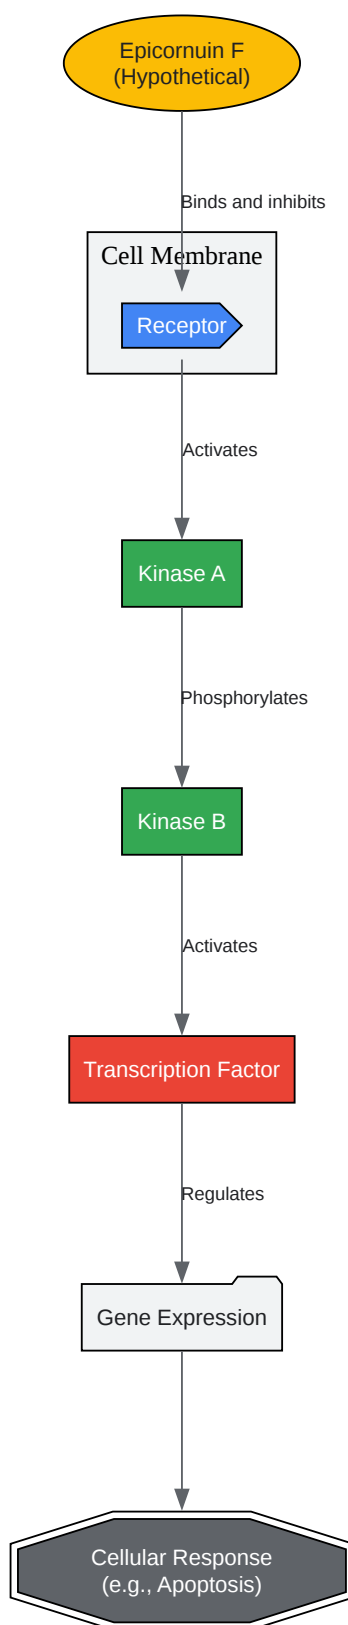 Epicornuin F
(Hypothetical)
Binds and inhibits
Cell Membrane
Receptor
Activates
Kinase A
Phosphorylates
Kinase B
Activates
Transcription Factor
Regulates
Gene Expression
Cellular Response
(e.g., Apoptosis)